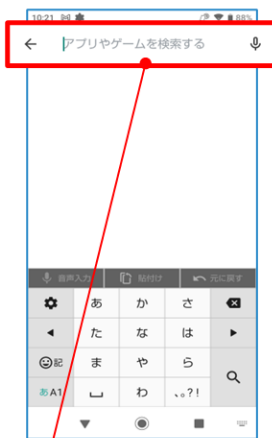 10:21 88%
アプリやゲームを検索する
音声入力 貼付け 元に戻す
あ か さ
た な は
記 ま や ら
あA1 わ 、。?!